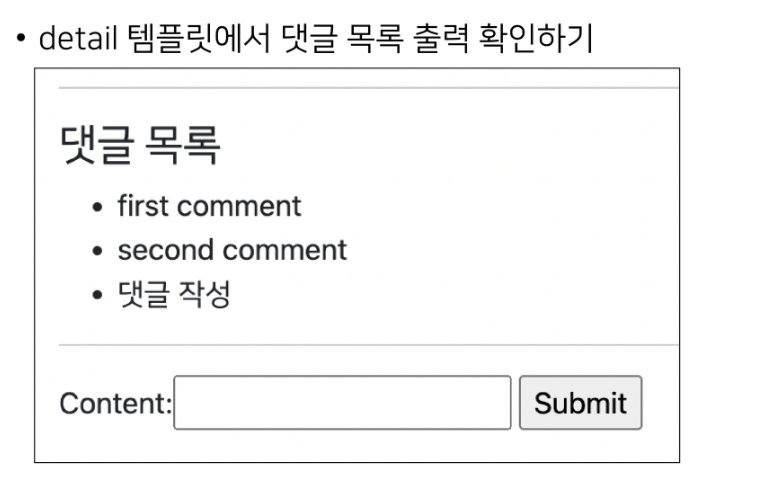 • detail 템플릿에서 댓글 목록 출력 확인하기
댓글 목록
• first comment
• second comment
• 댓글 작성
Content: Submit